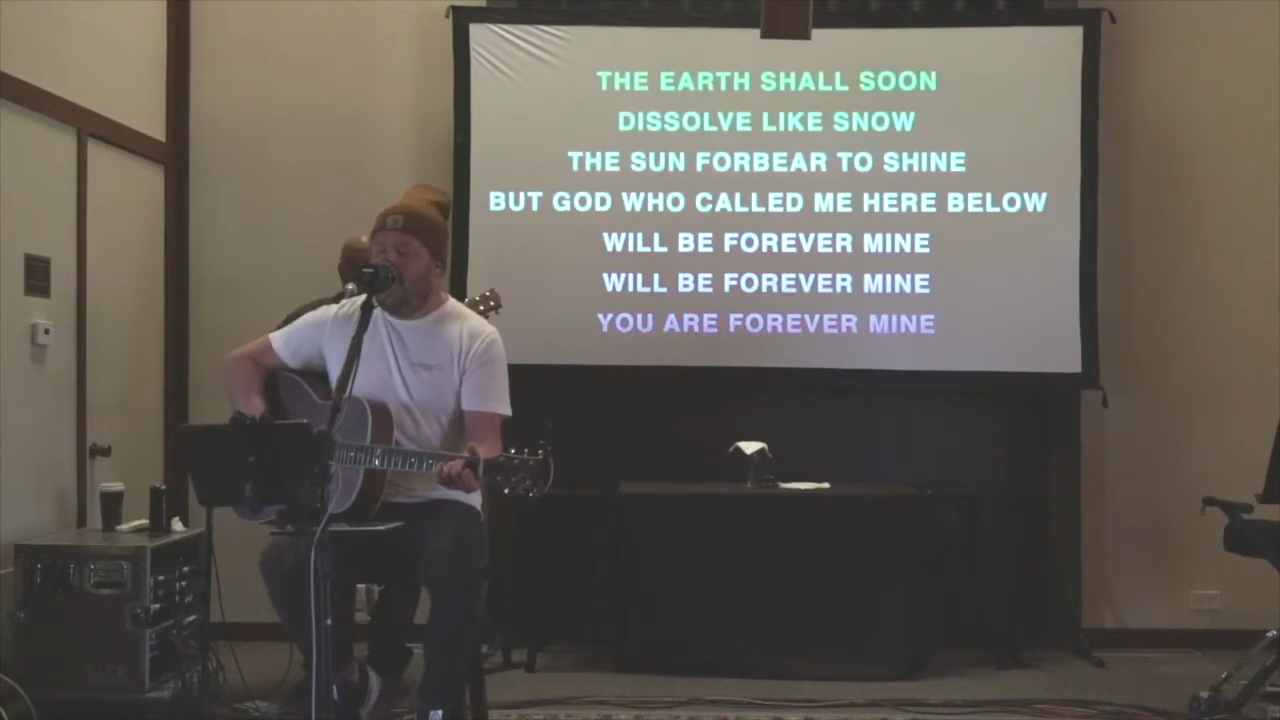 THE EARTH SHALL SOON
DISSOLVE LIKE SNOW
THE SUN FORBEAR TO SHINE
BUT GOD WHO CALLED ME HERE BELOW
WILL BE FOREVER MINE
WILL BE FOREVER MINE
YOU ARE FOREVER MINE